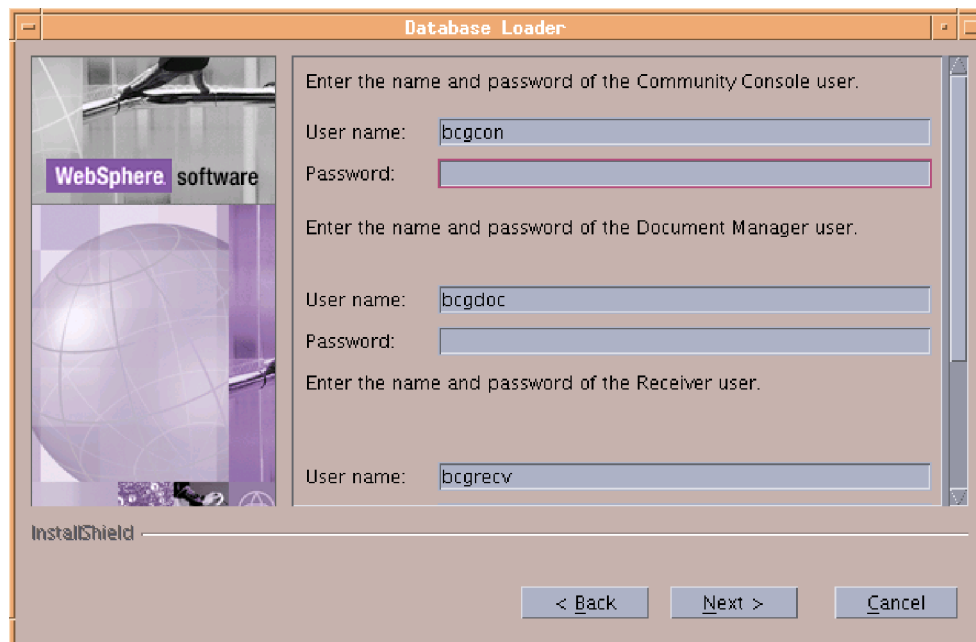 Database Loader
Enter the name and password of the Community Console user.
User name: bcgcon
Password:
WebSphere. software
Enter the name and password of the Document Manager user.
User name: bcgdoc
Password:
Enter the name and password of the Receiver user.
User name: bcgrecv
InstallShield
< Back Next > Cancel